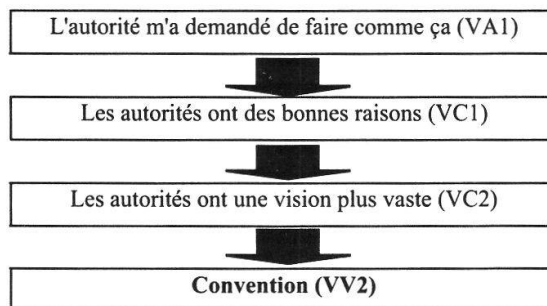 L'autorité m'a demandé de faire comme ça (VA1)
Les autorités ont des bonnes raisons (VC1)
Les autorités ont une vision plus vaste (VC2)
Convention (VV2)